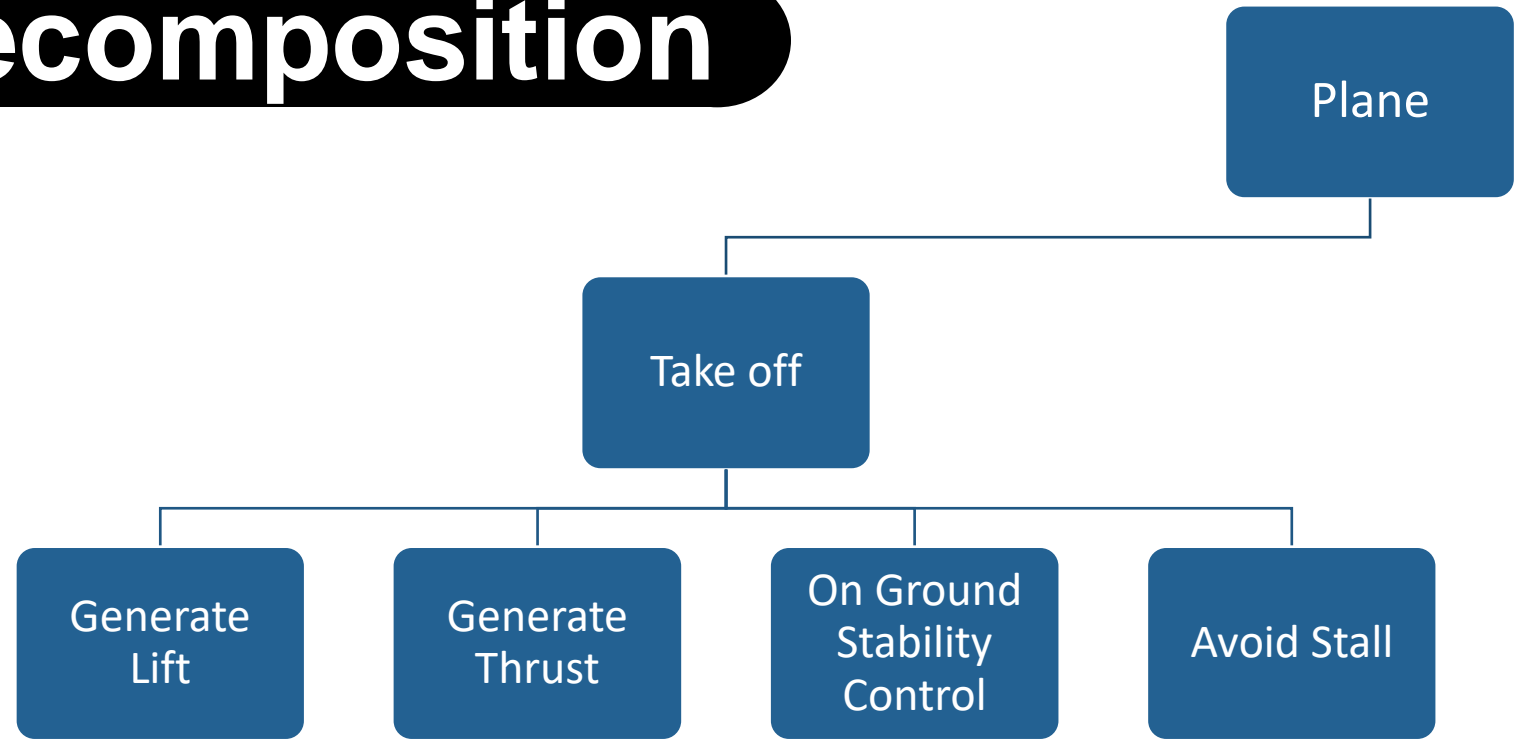 ecomposition
Plane
Take off
Generate
Lift
Generate
Thrust
On Ground
Stability
Control
Avoid Stall